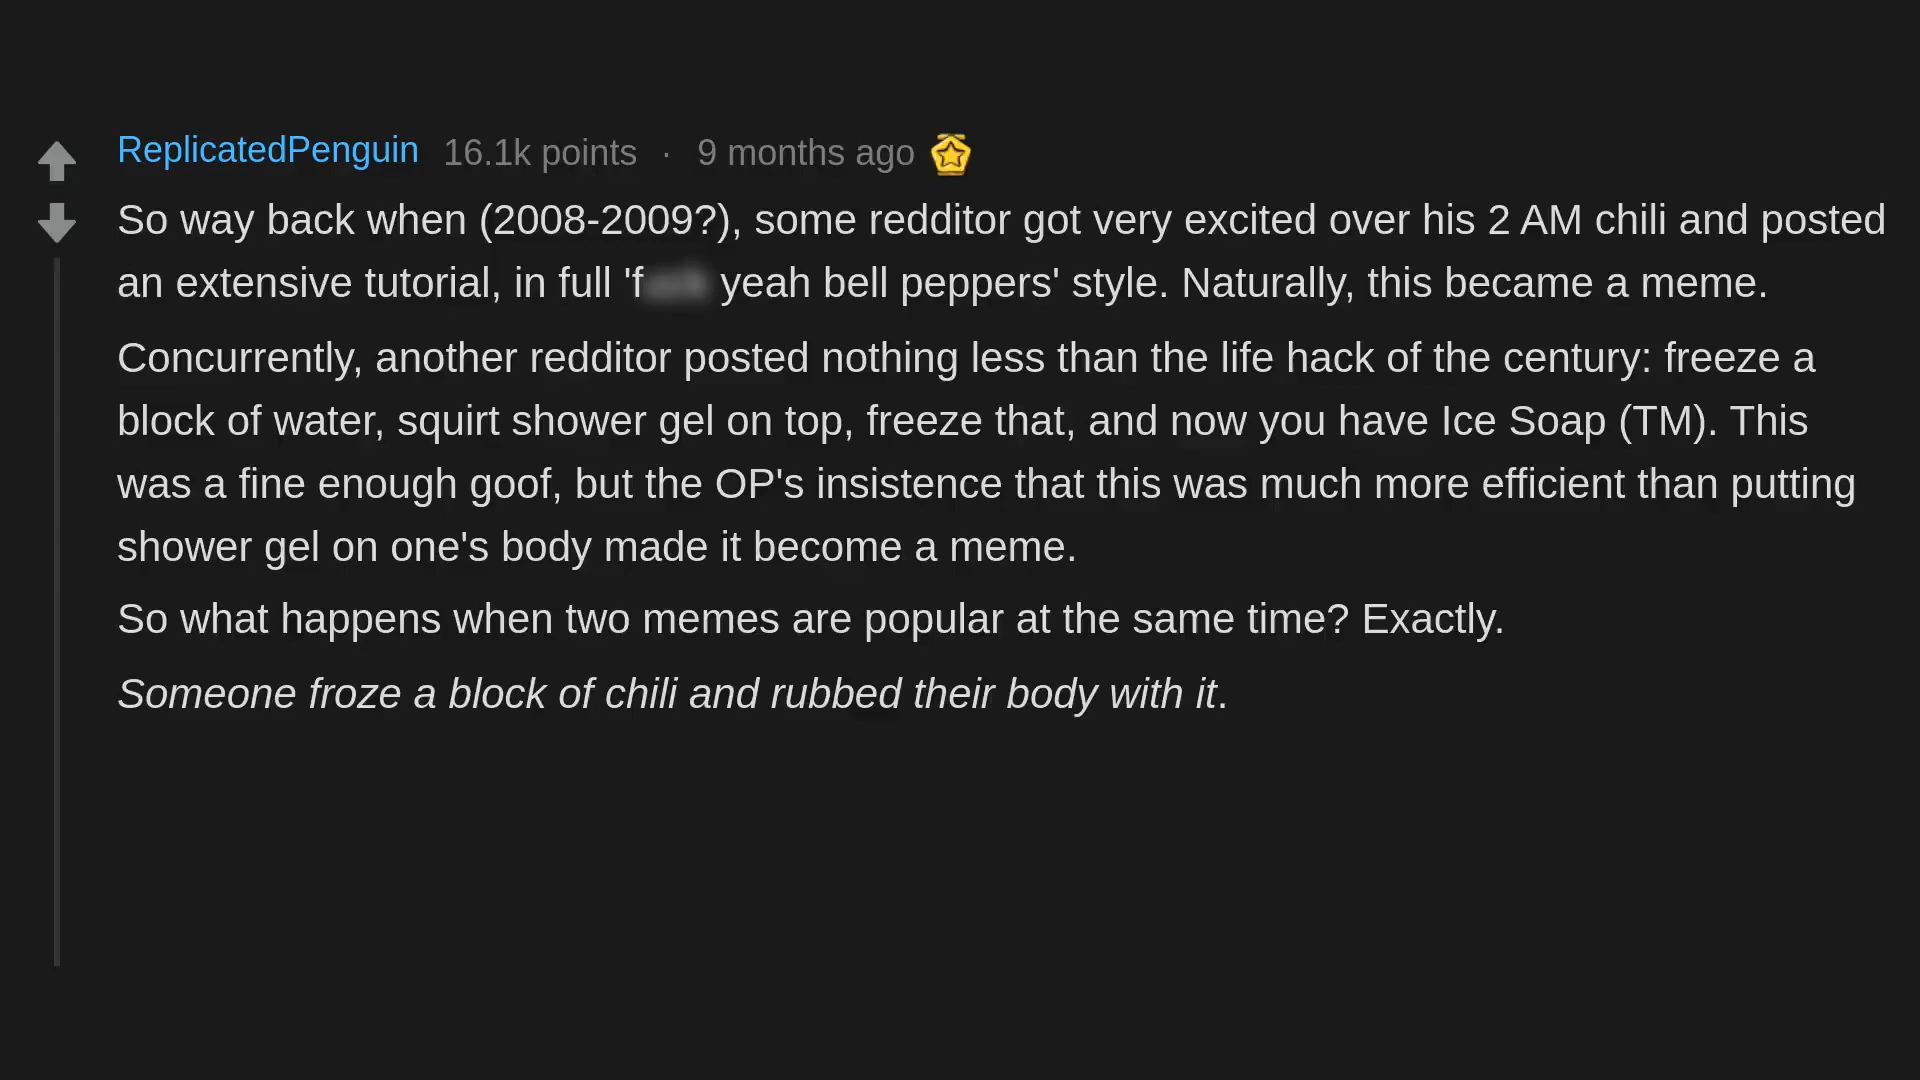 ReplicatedPenguin 16.1k points · 9 months ago
So way back when (2008-2009?), some redditor got very excited over his 2 AM chili and posted
an extensive tutorial, in full 'f yeah bell peppers' style. Naturally, this became a meme.
Concurrently, another redditor posted nothing less than the life hack of the century: freeze a
block of water, squirt shower gel on top, freeze that, and now you have Ice Soap (TM). This
was a fine enough goof, but the OP's insistence that this was much more efficient than putting
shower gel on one's body made it become a meme.
So what happens when two memes are popular at the same time? Exactly.
Someone froze a block of chili and rubbed their body with it.